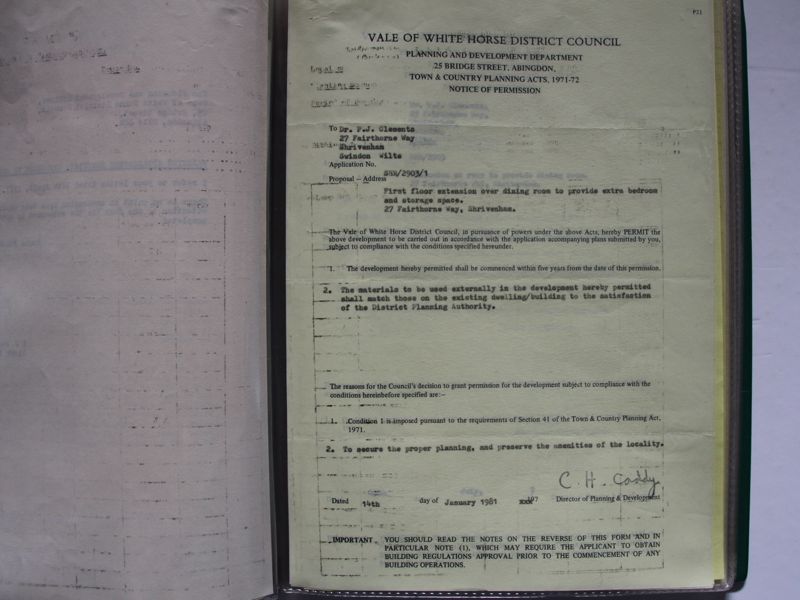 P21
VALE OF WHITE HORSE DISTRICT COUNCIL
PLANNING AND DEVELOPMENT DEPARTMENT
25 BRIDGE STREET, ABINGDON,
TOWN & COUNTRY PLANNING ACTS, 1971-72
NOTICE OF PERMISSION
To Dr. P.J. Clements
27 Fairthorne Way
Shrivenham
Swindon Wilts
Application No. SHR/2903/1
Proposal — Address
First floor extension over dining room to provide extra bedroom
and storage space.
27 Fairthorne Way, Shrivenham.
The Vale of White Horse District Council, in pursuance of powers under the above Acts, hereby PERMIT the
above development to be carried out in accordance with the application accompanying plans submitted by you,
subject to compliance with the conditions specified hereunder.
1. The development hereby permitted shall be commenced within five years from the date of this permission.
2. The materials to be used externally in the development hereby permitted
shall match those on the existing dwelling/building to the satisfaction
of the District Planning Authority.
The reasons for the Council's decision to grant permission for the development subject to compliance with the
conditions hereinbefore specified are:—
1. Condition 1 is imposed pursuant to the requirements of Section 41 of the Town & Country Planning Act,
1971.
2. To secure the proper planning, and preserve the amenities of the locality.
C. H. Caddy
Dated 14th day of January 1981 197 Director of Planning & Development
IMPORTANT YOU SHOULD READ THE NOTES ON THE REVERSE OF THIS FORM AND IN
PARTICULAR NOTE (1), WHICH MAY REQUIRE THE APPLICANT TO OBTAIN
BUILDING REGULATIONS APPROVAL PRIOR TO THE COMMENCEMENT OF ANY
BUILDING OPERATIONS.